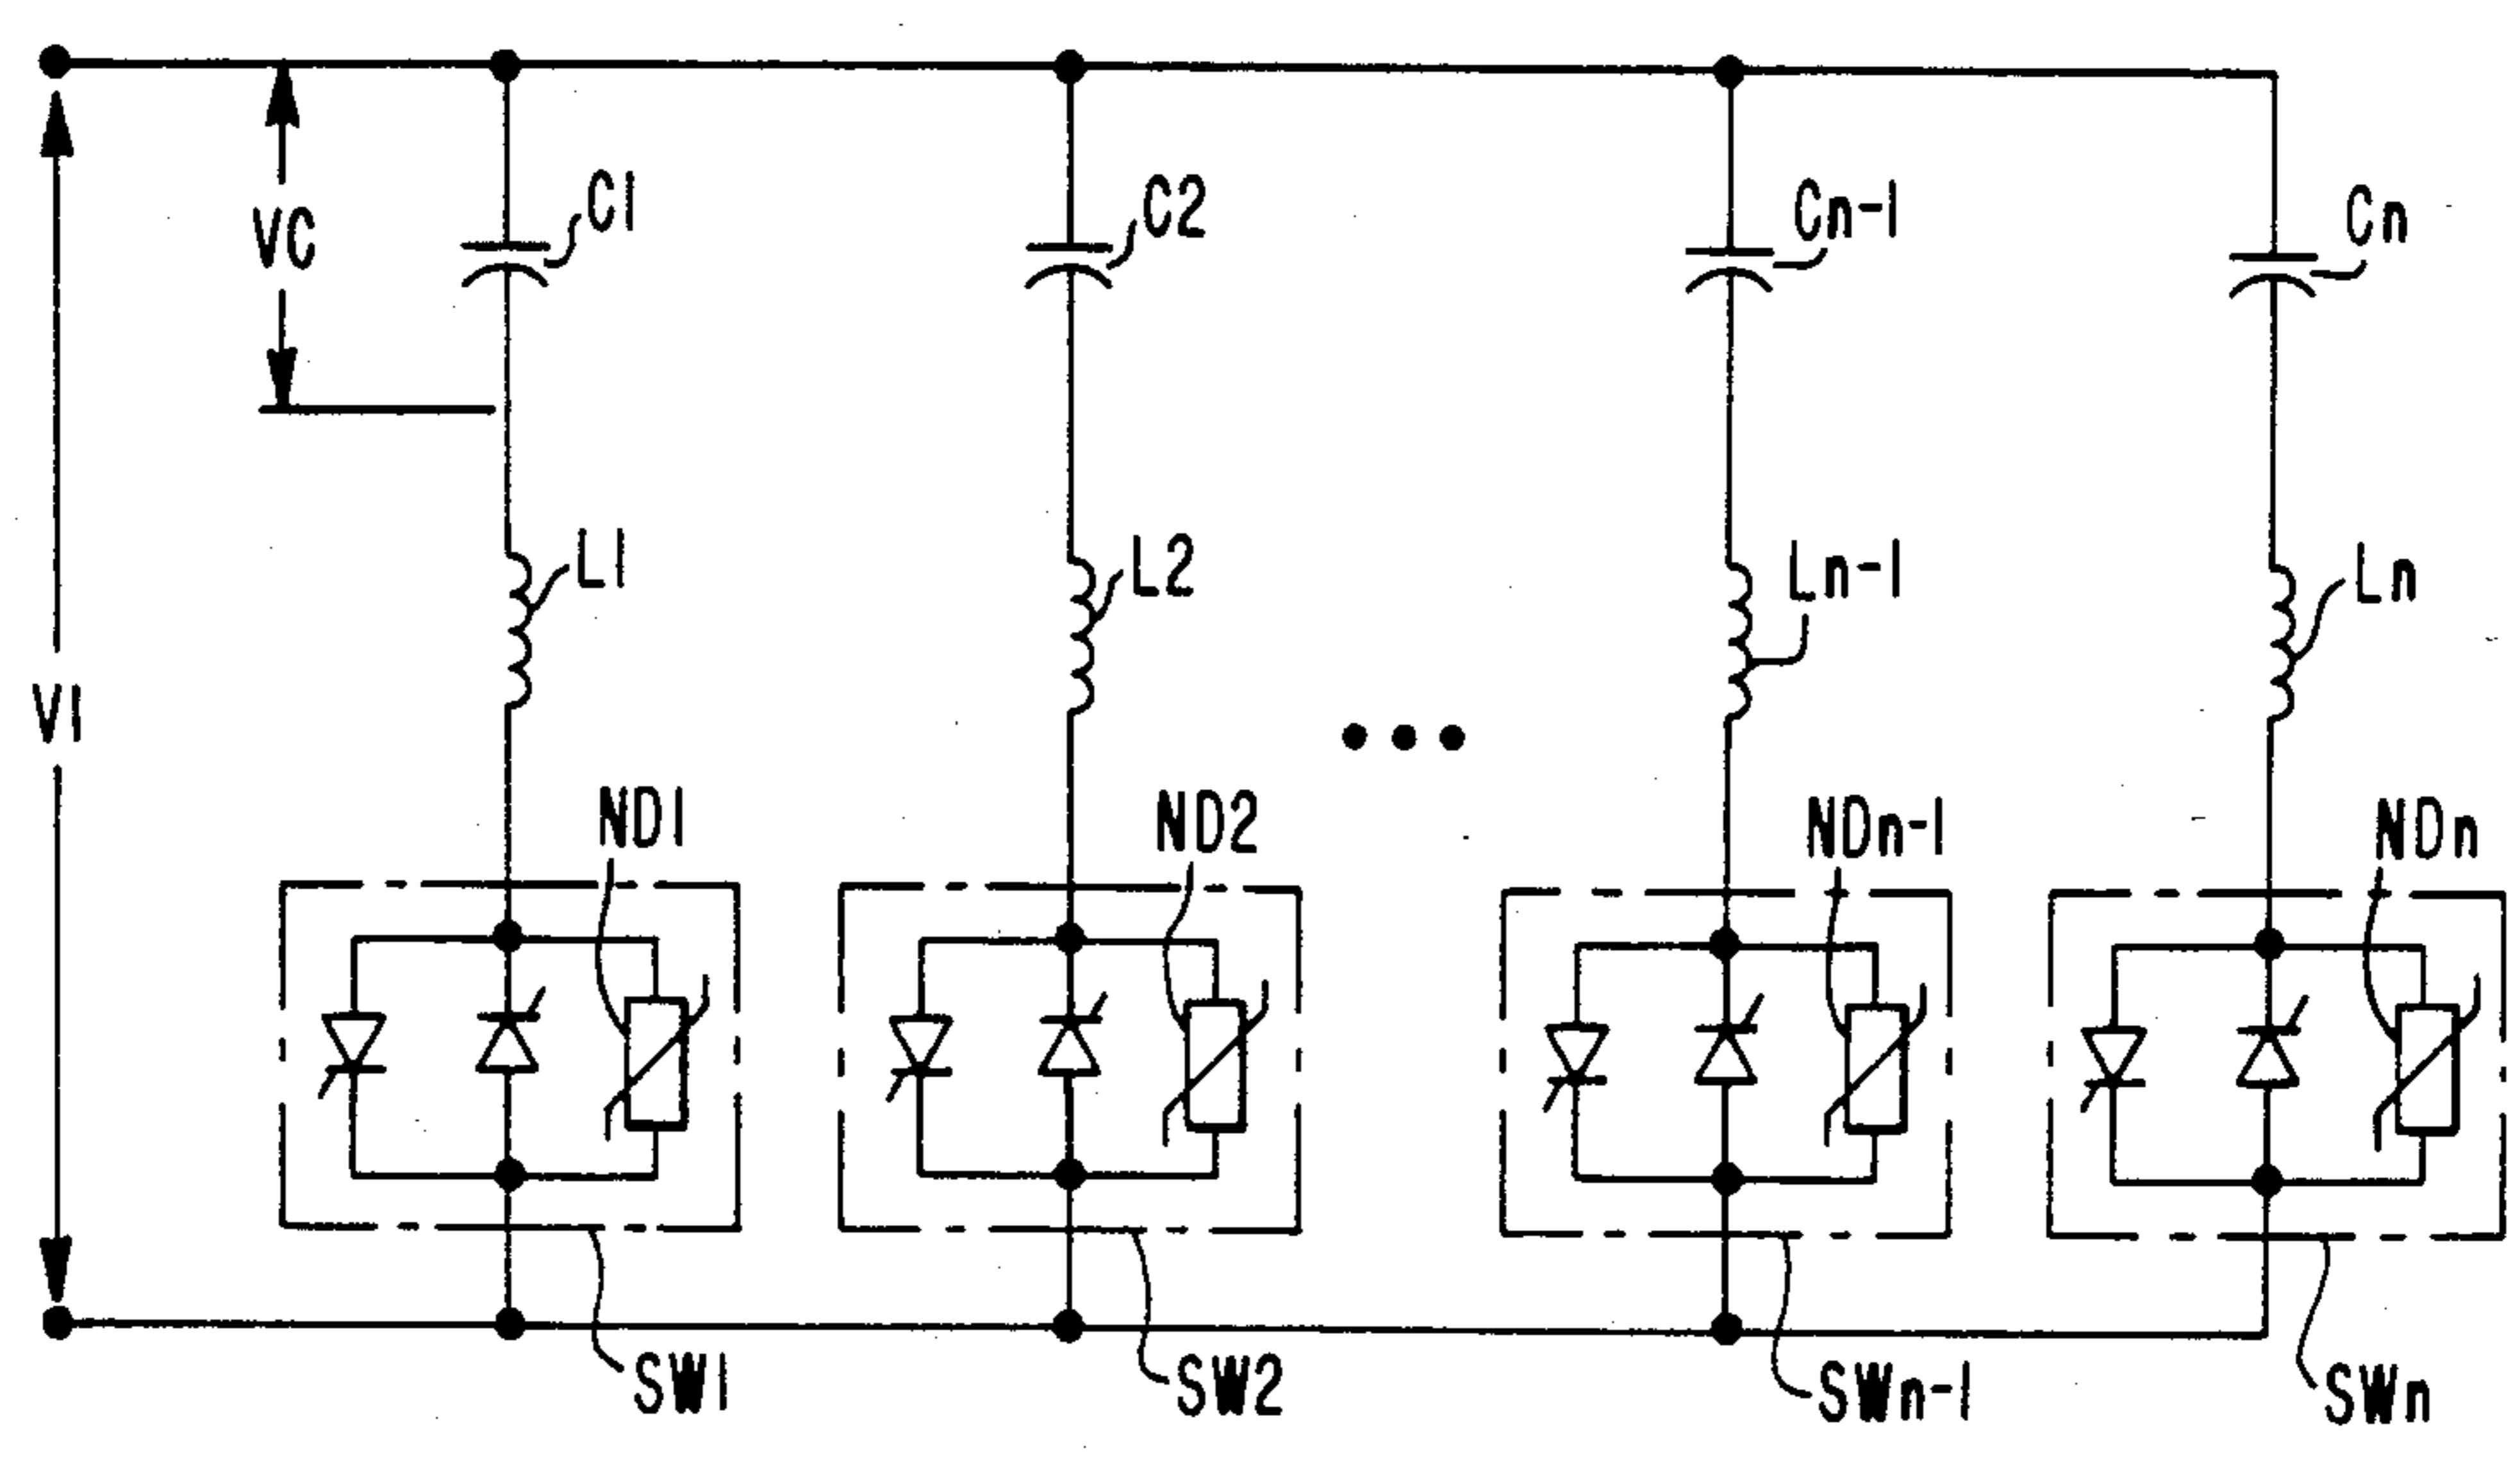 C1
C2
Cn-1
Cn
VC
L1
L2
Ln-1
Ln
V1
ND1
ND2
NDn-1
NDn
SW1
SW2
SWn-1
SWn